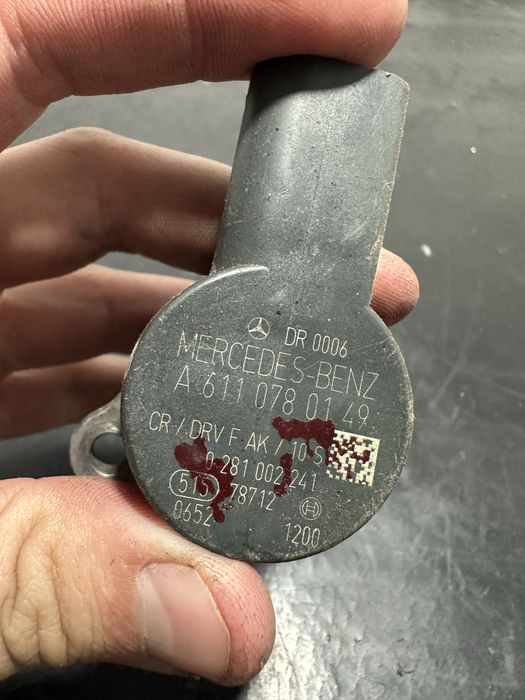 DR 0006
MERCEDES-BENZ
A 611 078 01 49
CR / DRV F. AK / 10 S
0 281 002 241
78712
0652
1200